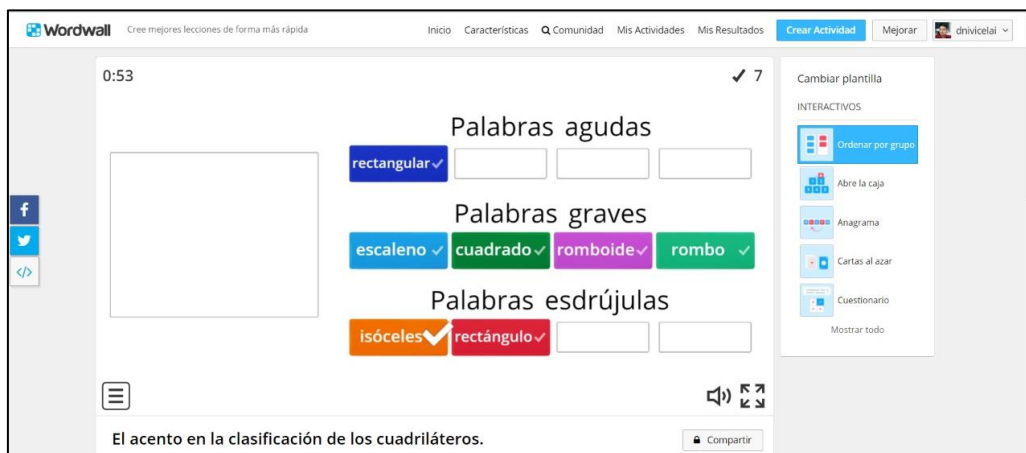 Wordwall Cree mejores lecciones de forma más rápida Inicio Características Comunidad Mis Actividades Mis Resultados Crear Actividad Mejorar dnivicelai
0:53 7
Palabras agudas
rectangular
Palabras graves
escaleno cuadrado romboide rombo
Palabras esdrújulas
isóceles rectángulo
El acento en la clasificación de los cuadriláteros.
Compartir
Cambiar plantilla
INTERACTIVOS
Ordenar por grupo
Abre la caja
Anagrama
Cartas al azar
Cuestionario
Mostrar todo